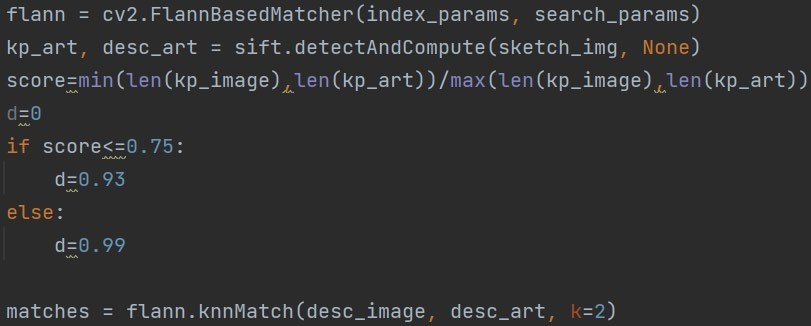 flann = cv2.FlannBasedMatcher(index_params, search_params)
kp_art, desc_art = sift.detectAndCompute(sketch_img, None)
score=min(len(kp_image),len(kp_art))/max(len(kp_image),len(kp_art))
d=0
if score<=0.75:
    d=0.93
else:
    d=0.99
matches = flann.knnMatch(desc_image, desc_art, k=2)